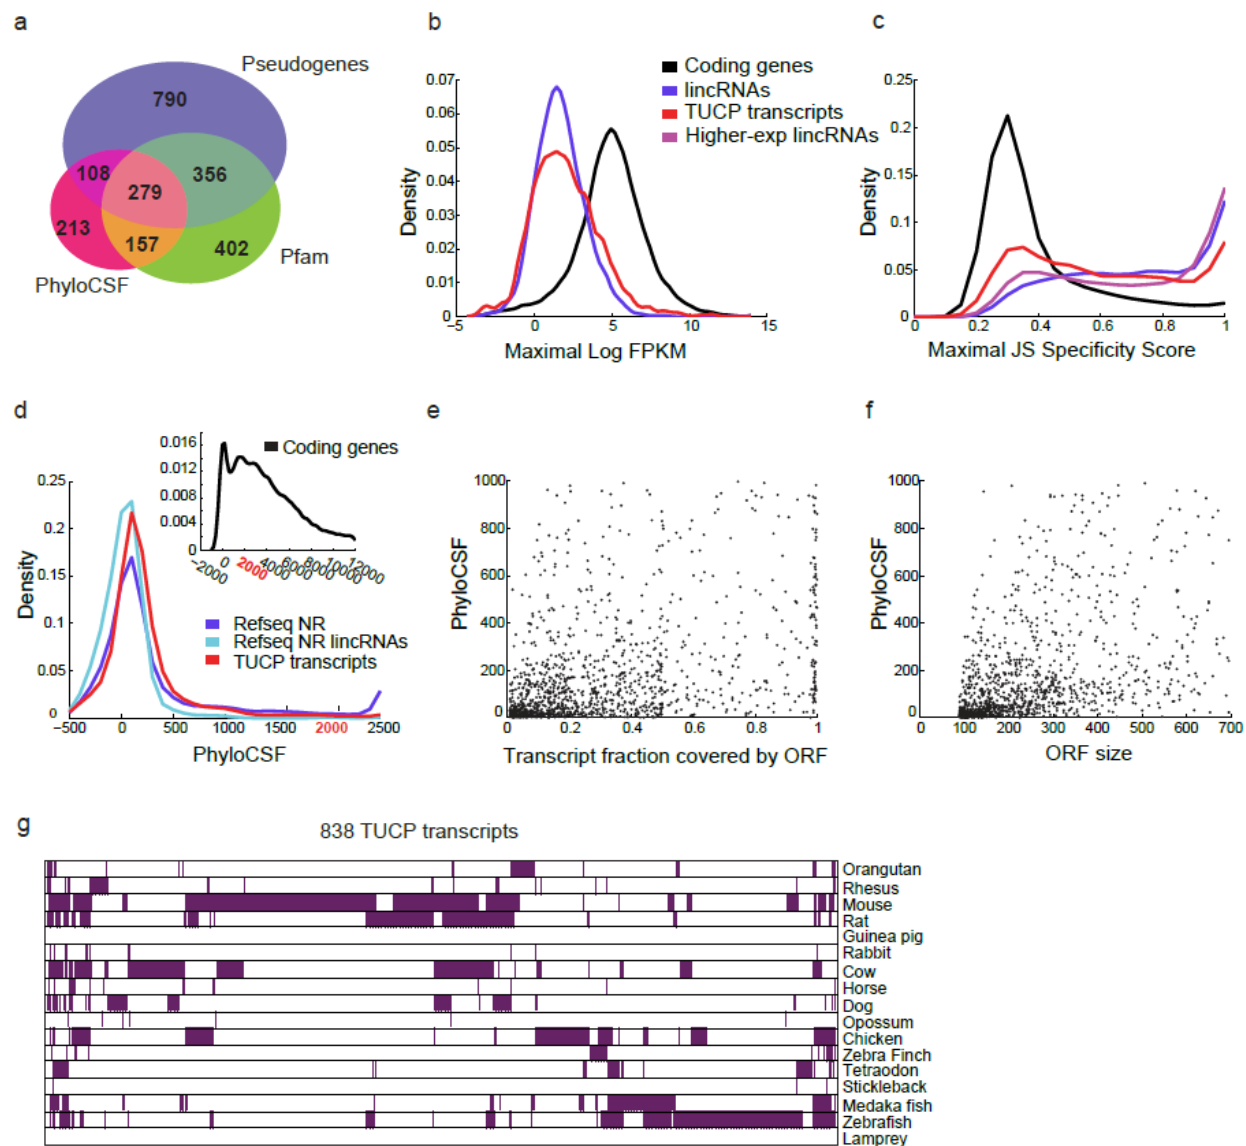 a
Pseudogenes
790
108
356
279
213
157
402
PhyloCSF
Pfam
b
Coding genes
lincRNAs
TUCP transcripts
Higher-exp lincRNAs
0.07
0.06
0.05
0.04
0.03
0.02
0.01
0
Density
-5 0 5 10 15
Maximal Log FPKM
c
0.25
0.2
0.15
0.1
0.05
0
Density
0 0.2 0.4 0.6 0.8 1
Maximal JS Specificity Score
d
0.016
0.012
0.008
0.004
0
Coding genes
-2000 0 2000 4000 6000 8000 10000 12000
0.25
0.2
0.15
0.1
0.05
0
Density
Refseq NR
Refseq NR lincRNAs
TUCP transcripts
-500 0 500 1000 1500 2000 2500
PhyloCSF
e
1000
800
600
400
200
0
PhyloCSF
0 0.2 0.4 0.6 0.8 1
Transcript fraction covered by ORF
f
1000
800
600
400
200
0
PhyloCSF
0 100 200 300 400 500 600 700
ORF size
g
838 TUCP transcripts
Orangutan
Rhesus
Mouse
Rat
Guinea pig
Rabbit
Cow
Horse
Dog
Opossum
Chicken
Zebra Finch
Tetraodon
Stickleback
Medaka fish
Zebrafish
Lamprey